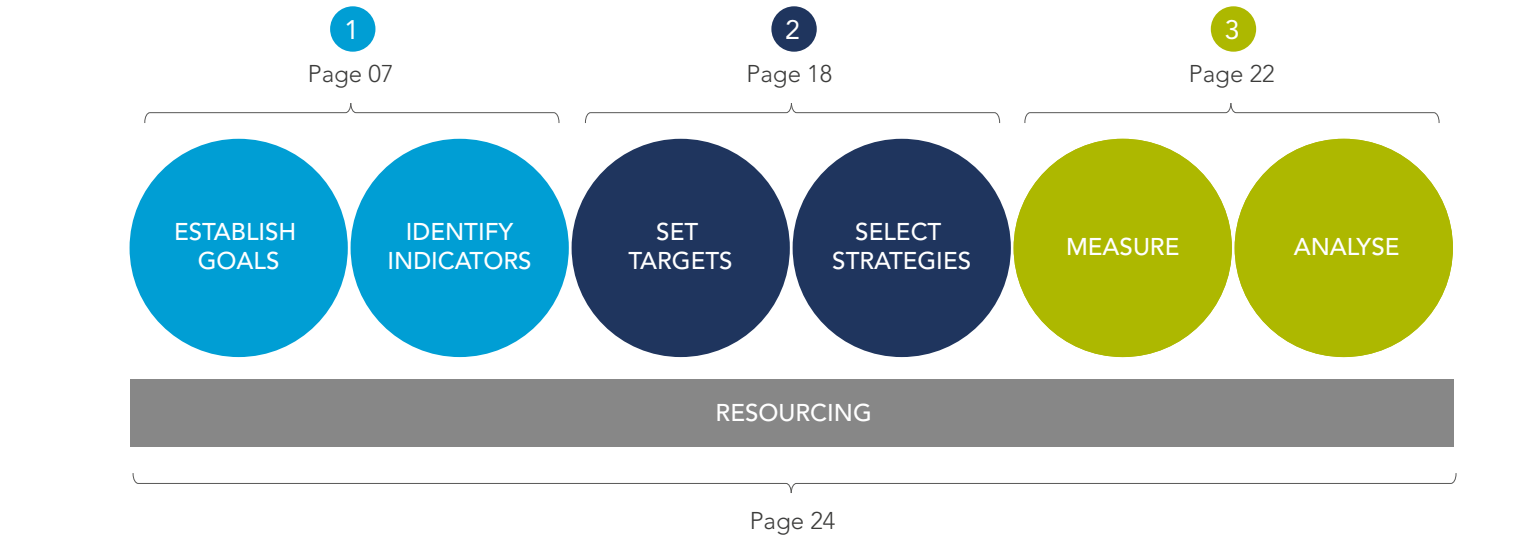 1
Page 07
2
Page 18
3
Page 22
ESTABLISH
GOALS
IDENTIFY
INDICATORS
SET
TARGETS
SELECT
STRATEGIES
MEASURE
ANALYSE
RESOURCING
Page 24